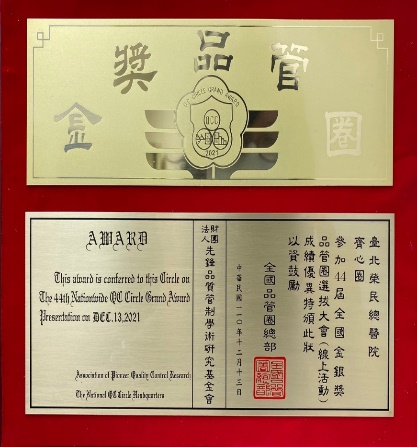 金獎品管圈
Q.C. CIRCLES GRAND AWARDS
QCC
2021
AWARD
This award is conferred to this Circle on
The 44th Nationwide QC Circle Grand Award
Presentation on DEC.13,2021
Association of Pioneer Quality Control Research
The National QC Circle Headquarters
臺北榮民總醫院
齊心圈
參加44屆全國金銀獎
品管圈選拔大會(線上活動)
成績優異特頒此狀
以資鼓勵
全國品管圈總部
中華民國一一0年十二月十三日
財團法人先鋒品質管制學術研究基金會